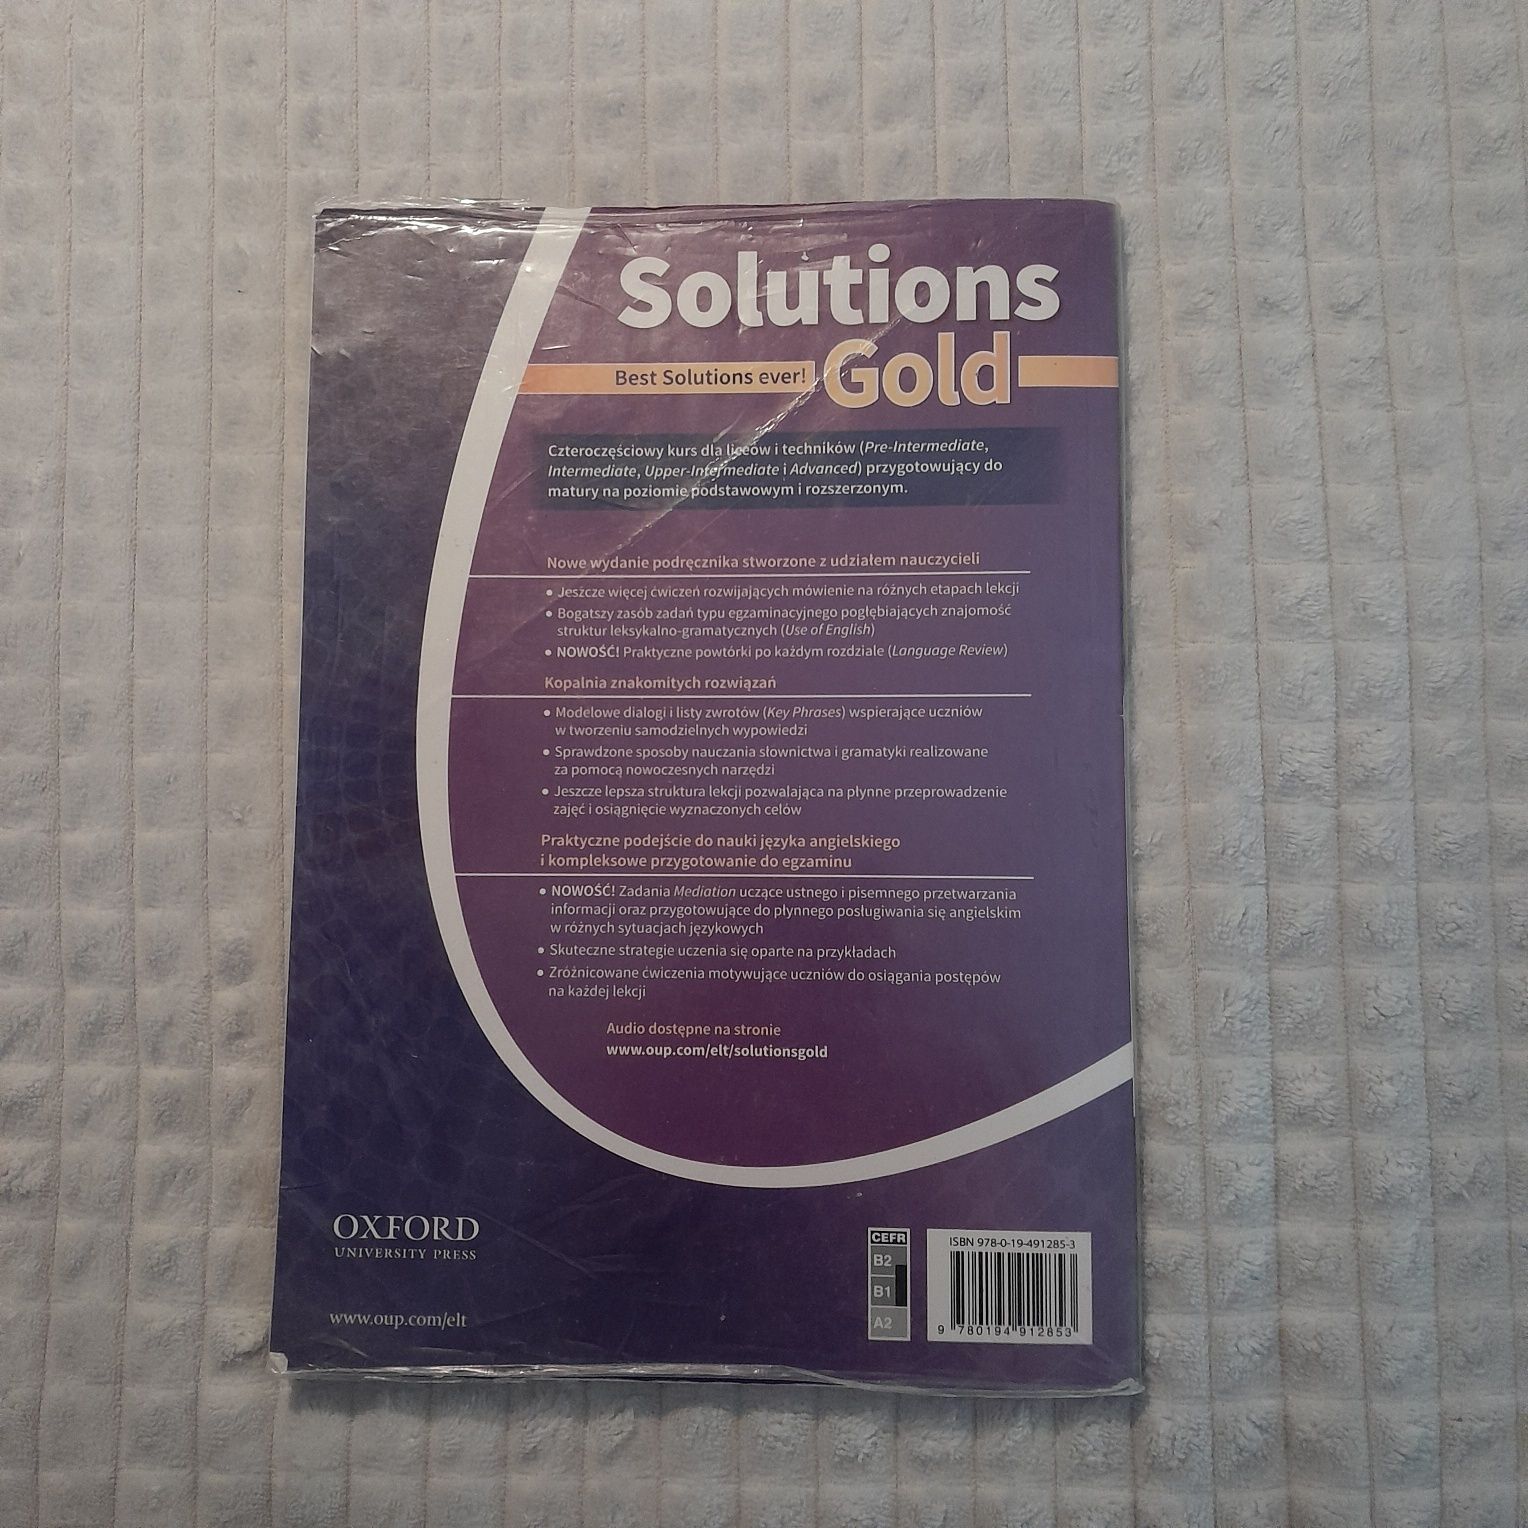 Solutions
Best Solutions ever! Gold
Czteroczęściowy kurs dla liceów i techników (Pre-Intermediate,
Intermediate, Upper-Intermediate i Advanced) przygotowujący do
matury na poziomie podstawowym i rozszerzonym.
Nowe wydanie podręcznika stworzone z udziałem nauczycieli
• Jeszcze więcej ćwiczeń rozwijających mówienie na różnych etapach lekcji
• Bogatszy zasób zadań typu egzaminacyjnego pogłębiających znajomość
struktur leksykalno-gramatycznych (Use of English)
• NOWOŚĆ! Praktyczne powtórki po każdym rozdziale (Language Review)
Kopalnia znakomitych rozwiązań
• Modelowe dialogi i listy zwrotów (Key Phrases) wspierające uczniów
w tworzeniu samodzielnych wypowiedzi
• Sprawdzone sposoby nauczania słownictwa i gramatyki realizowane
za pomocą nowoczesnych narzędzi
• Jeszcze lepsza struktura lekcji pozwalająca na płynne przeprowadzenie
zajęć i osiągnięcie wyznaczonych celów
Praktyczne podejście do nauki języka angielskiego
i kompleksowe przygotowanie do egzaminu
• NOWOŚĆ! Zadania Mediation uczące ustnego i pisemnego przetwarzania
informacji oraz przygotowujące do płynnego posługiwania się angielskim
w różnych sytuacjach językowych
• Skuteczne strategie uczenia się oparte na przykładach
• Zróżnicowane ćwiczenia motywujące uczniów do osiągania postępów
na każdej lekcji
Audio dostępne na stronie
www.oup.com/elt/solutionsgold
OXFORD
UNIVERSITY PRESS
www.oup.com/elt
CEFR
B2
B1
A2
ISBN 978-0-19-491285-3
9 780194 912853